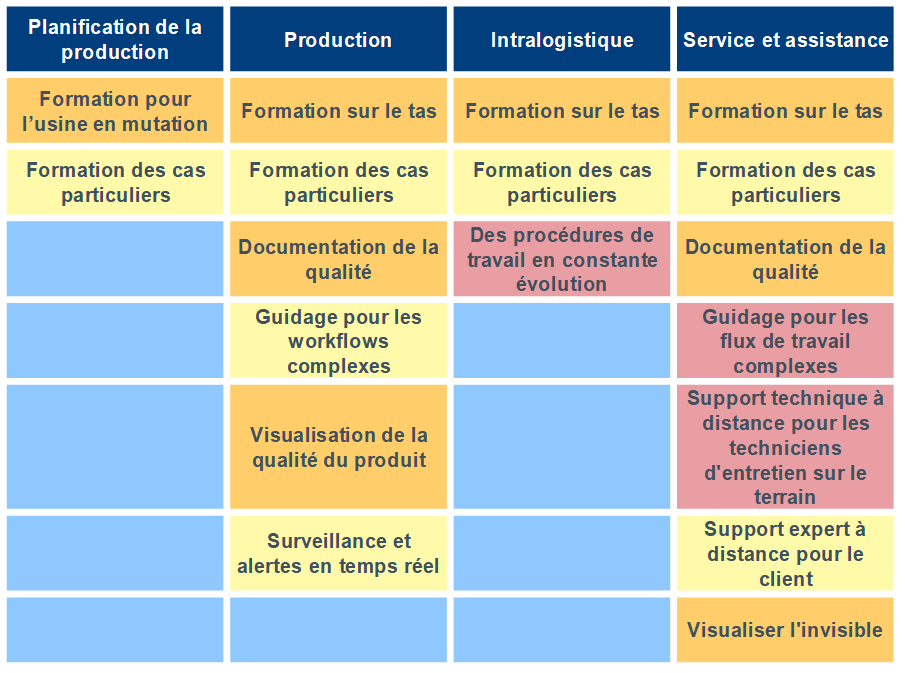 Planification de la
production
Production
Intralogistique
Service et assistance
Formation pour
l’usine en mutation
Formation sur le tas
Formation sur le tas
Formation sur le tas
Formation des cas
particuliers
Formation des cas
particuliers
Formation des cas
particuliers
Formation des cas
particuliers
Documentation de la
qualité
Des procédures de
travail en constante
évolution
Documentation de la
qualité
Guidage pour les
workflows
complexes
Guidage pour les
flux de travail
complexes
Visualisation de la
qualité du produit
Support technique à
distance pour les
techniciens
d'entretien sur le
terrain
Surveillance et
alertes en temps réel
Support expert à
distance pour le
client
Visualiser l'invisible